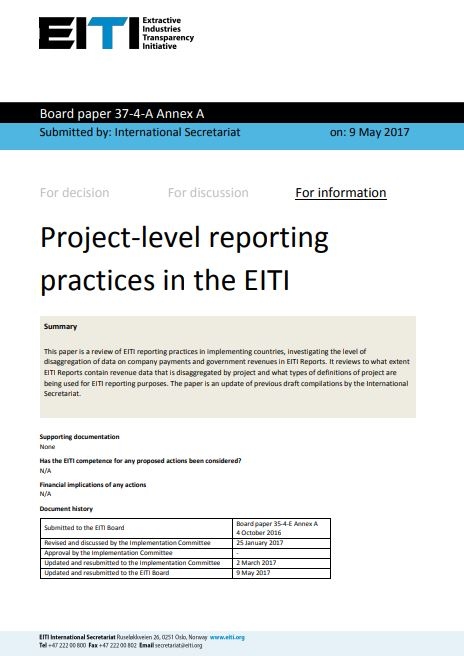 EITI Extractive
Industries
Transparency
Initiative
Board paper 37-4-A Annex A
Submitted by: International Secretariat on: 9 May 2017
For decision For discussion For information
Project-level reporting
practices in the EITI
Summary
This paper is a review of EITI reporting practices in implementing countries, investigating the level of
disaggregation of data on company payments and government revenues in EITI Reports. It reviews to what extent
EITI Reports contain revenue data that is disaggregated by project and what types of definitions of project are
being used for EITI reporting purposes. The paper is an update of previous draft compilations by the International
Secretariat.
Supporting documentation
None
Has the EITI competence for any proposed actions been considered?
N/A
Financial implications of any actions
N/A
Document history
Submitted to the EITI Board Board paper 35-4-E Annex A
4 October 2016
Revised and discussed by the Implementation Committee 25 January 2017
Approval by the Implementation Committee -
Updated and resubmitted to the Implementation Committee 2 March 2017
Updated and resubmitted to the EITI Board 9 May 2017
EITI International Secretariat Ruseløkkveien 26, 0251 Oslo, Norway www.eiti.org
Tel +47 222 00 800 Fax +47 222 00 802 Email secretariat@eiti.org